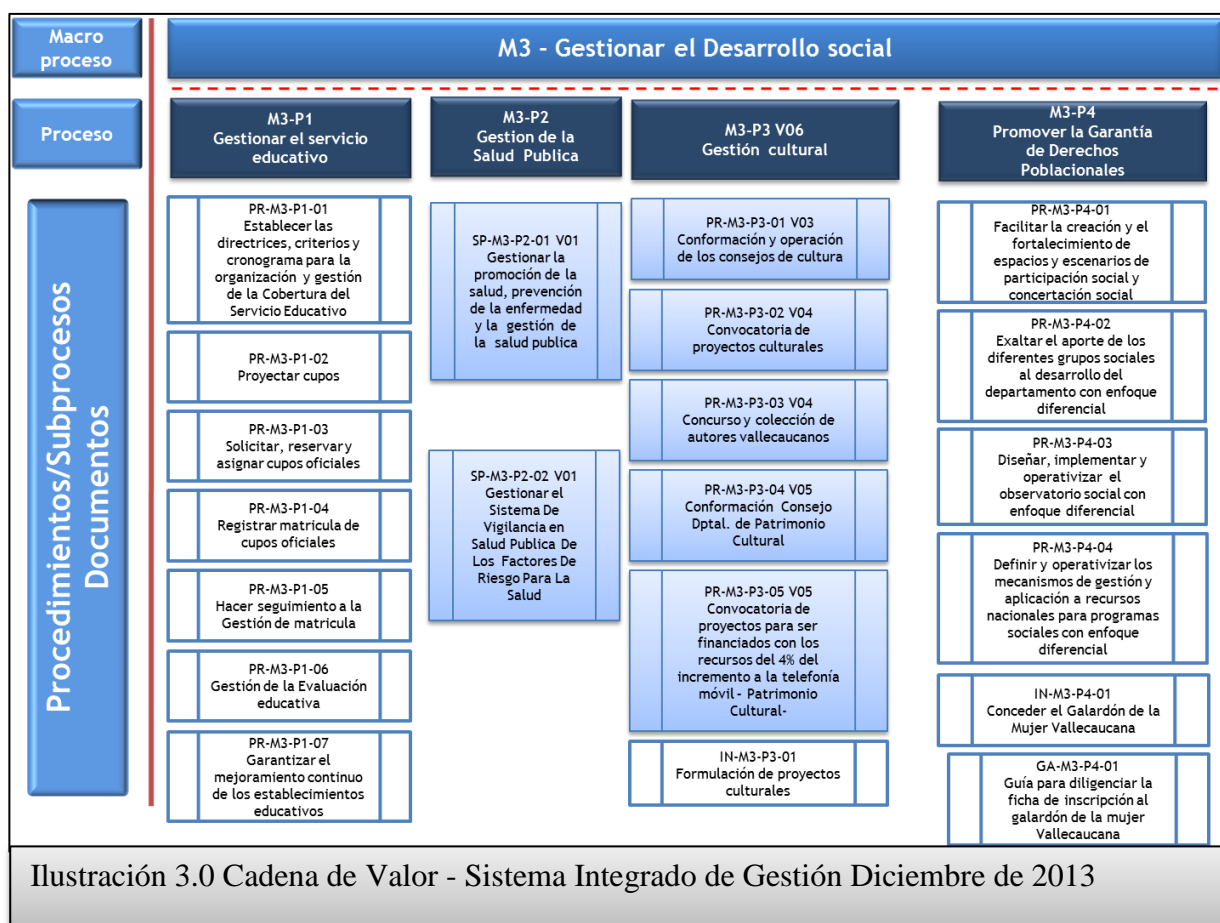 Macro
proceso
M3 - Gestionar el Desarrollo social
Proceso
M3-P1
Gestionar el servicio
educativo
M3-P2
Gestion de la
Salud Publica
M3-P3 V06
Gestión cultural
M3-P4
Promover la Garantía
de Derechos
Poblacionales
Procedimientos/Subprocesos
Documentos
PR-M3-P1-01
Establecer las
directrices, criterios y
cronograma para la
organización y gestión
de la Cobertura del
Servicio Educativo
PR-M3-P1-02
Proyectar cupos
PR-M3-P1-03
Solicitar, reservar y
asignar cupos oficiales
PR-M3-P1-04
Registrar matricula de
cupos oficiales
PR-M3-P1-05
Hacer seguimiento a la
Gestión de matricula
PR-M3-P1-06
Gestión de la Evaluación
educativa
PR-M3-P1-07
Garantizar el
mejoramiento continuo
de los establecimientos
educativos
SP-M3-P2-01 V01
Gestionar la
promoción de la
salud, prevención
de la enfermedad
y la gestión de
la salud publica
SP-M3-P2-02 V01
Gestionar el
Sistema De
Vigilancia en
Salud Publica De
Los Factores De
Riesgo Para La
Salud
PR-M3-P3-01 V03
Conformación y operación
de los consejos de cultura
PR-M3-P3-02 V04
Convocatoria de
proyectos culturales
PR-M3-P3-03 V04
Concurso y colección de
autores vallecaucanos
PR-M3-P3-04 V05
Conformación Consejo
Dptal. de Patrimonio
Cultural
PR-M3-P3-05 V05
Convocatoria de
proyectos para ser
financiados con los
recursos del 4% del
incremento a la telefonía
móvil - Patrimonio
Cultural-
IN-M3-P3-01
Formulación de proyectos
culturales
PR-M3-P4-01
Facilitar la creación y el
fortalecimiento de
espacios y escenarios de
participación social y
concertación social
PR-M3-P4-02
Exaltar el aporte de los
diferentes grupos sociales
al desarrollo del
departamento con enfoque
diferencial
PR-M3-P4-03
Diseñar, implementar y
operativizar el
observatorio social con
enfoque diferencial
PR-M3-P4-04
Definir y operativizar los
mecanismos de gestión y
aplicación a recursos
nacionales para programas
sociales con enfoque
diferencial
IN-M3-P4-01
Conceder el Galardón de la
Mujer Vallecaucana
GA-M3-P4-01
Guía para diligenciar la
ficha de inscripción al
galardón de la mujer
Vallecaucana
Ilustración 3.0 Cadena de Valor - Sistema Integrado de Gestión Diciembre de 2013